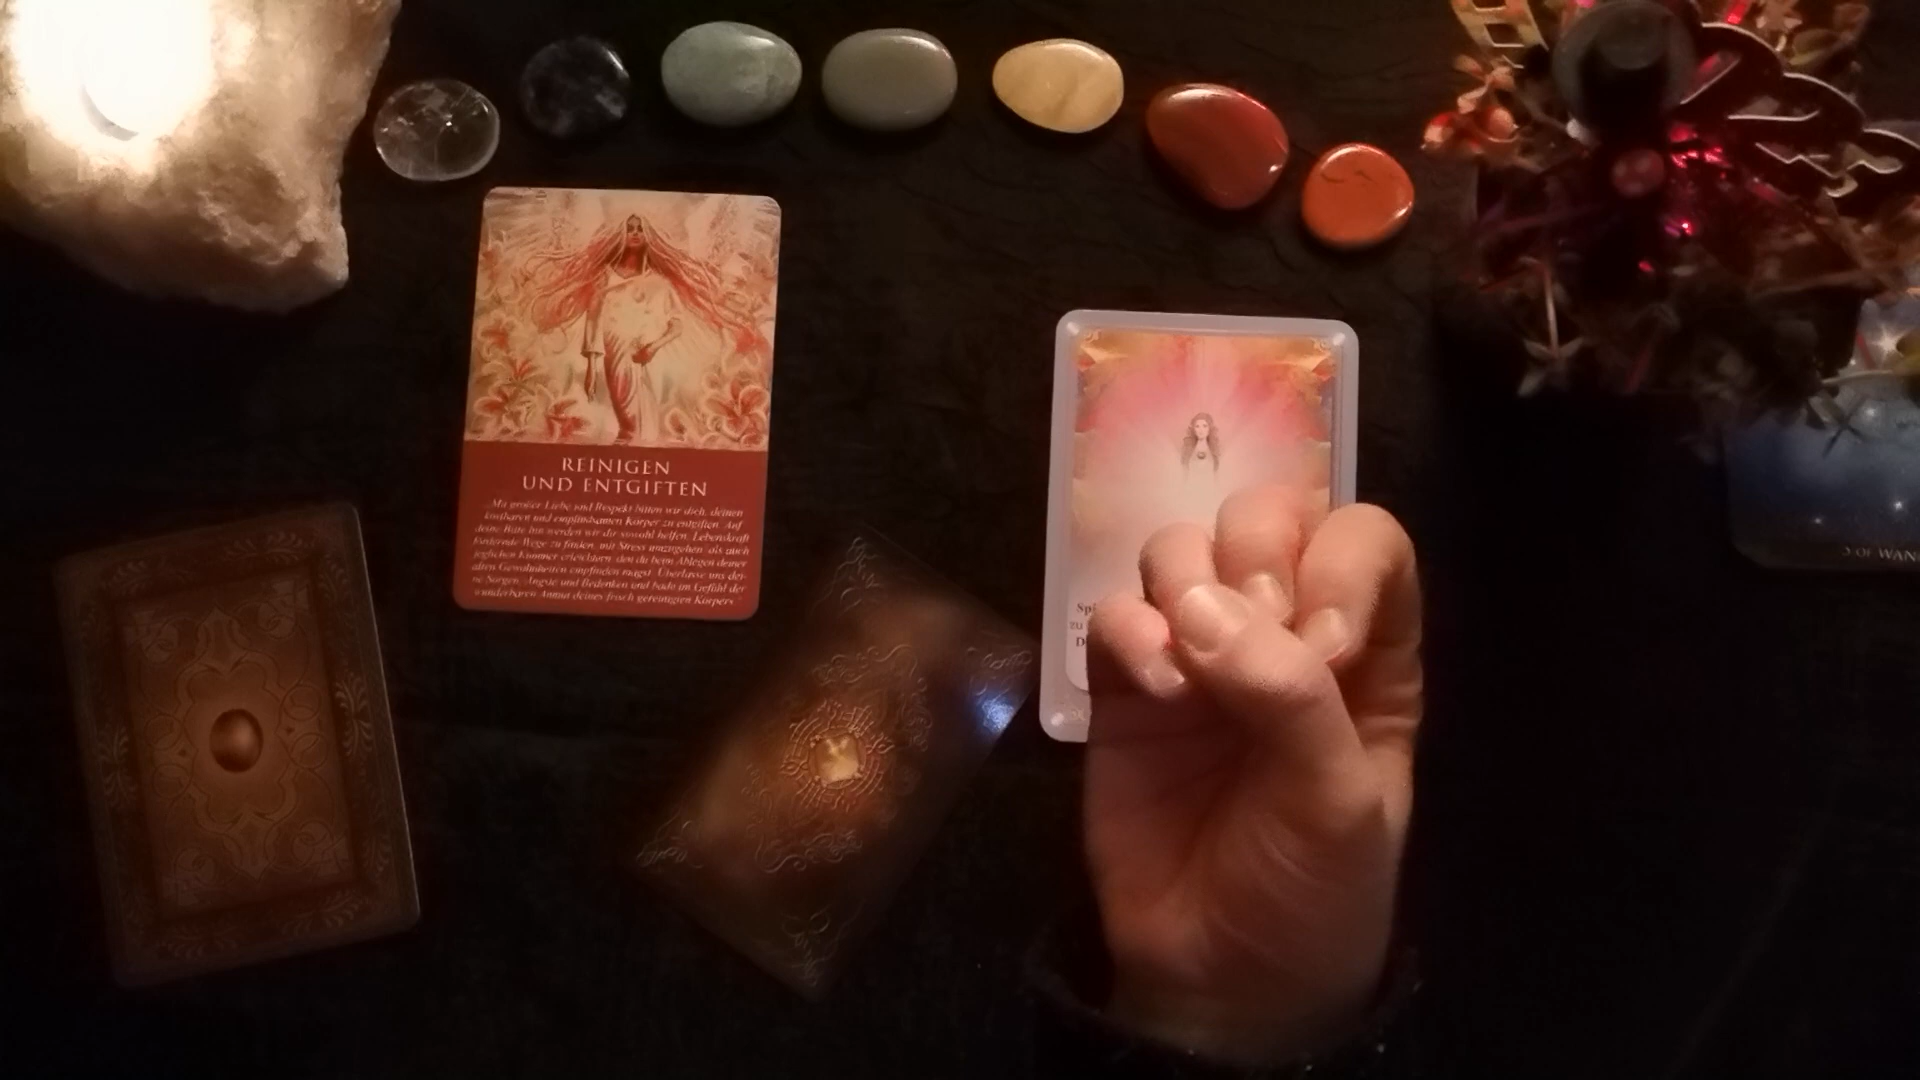 REINIGEN
UND ENTGIFTEN
„Mit großer Liebe und Respekt bitten wir dich, deinen
kostbaren und empfindsamen Körper zu entgiften. Auf
deine Bitte hin werden wir dir sowohl helfen, Lebenskraft
fördernde Wege zu finden, mit Stress umzugehen, als auch
jeglichen Kummer erleichtern, den du beim Ablegen deiner
alten Gewohnheiten empfinden magst. Überlasse uns dei-
ne Sorgen, Ängste und Bedenken und bade im Gefühl der
wunderbaren Anmut deines frisch gereinigten Körpers.“
zu
OF WAN